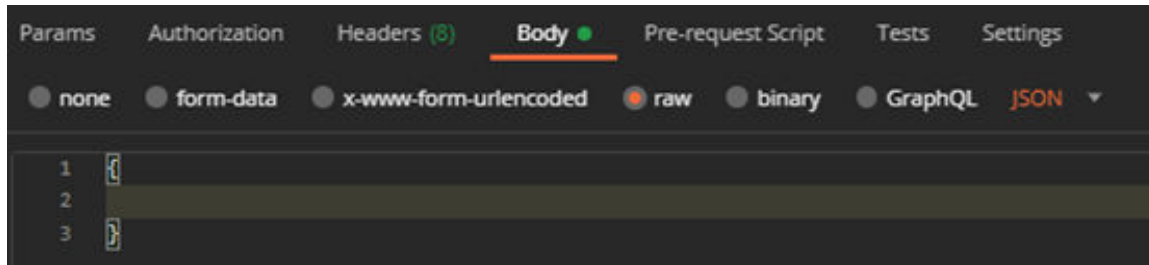 Params Authorization Headers (8) Body Pre-request Script Tests Settings
none form-data x-www-form-urlencoded raw binary GraphQL JSON
1 {
2
3 }